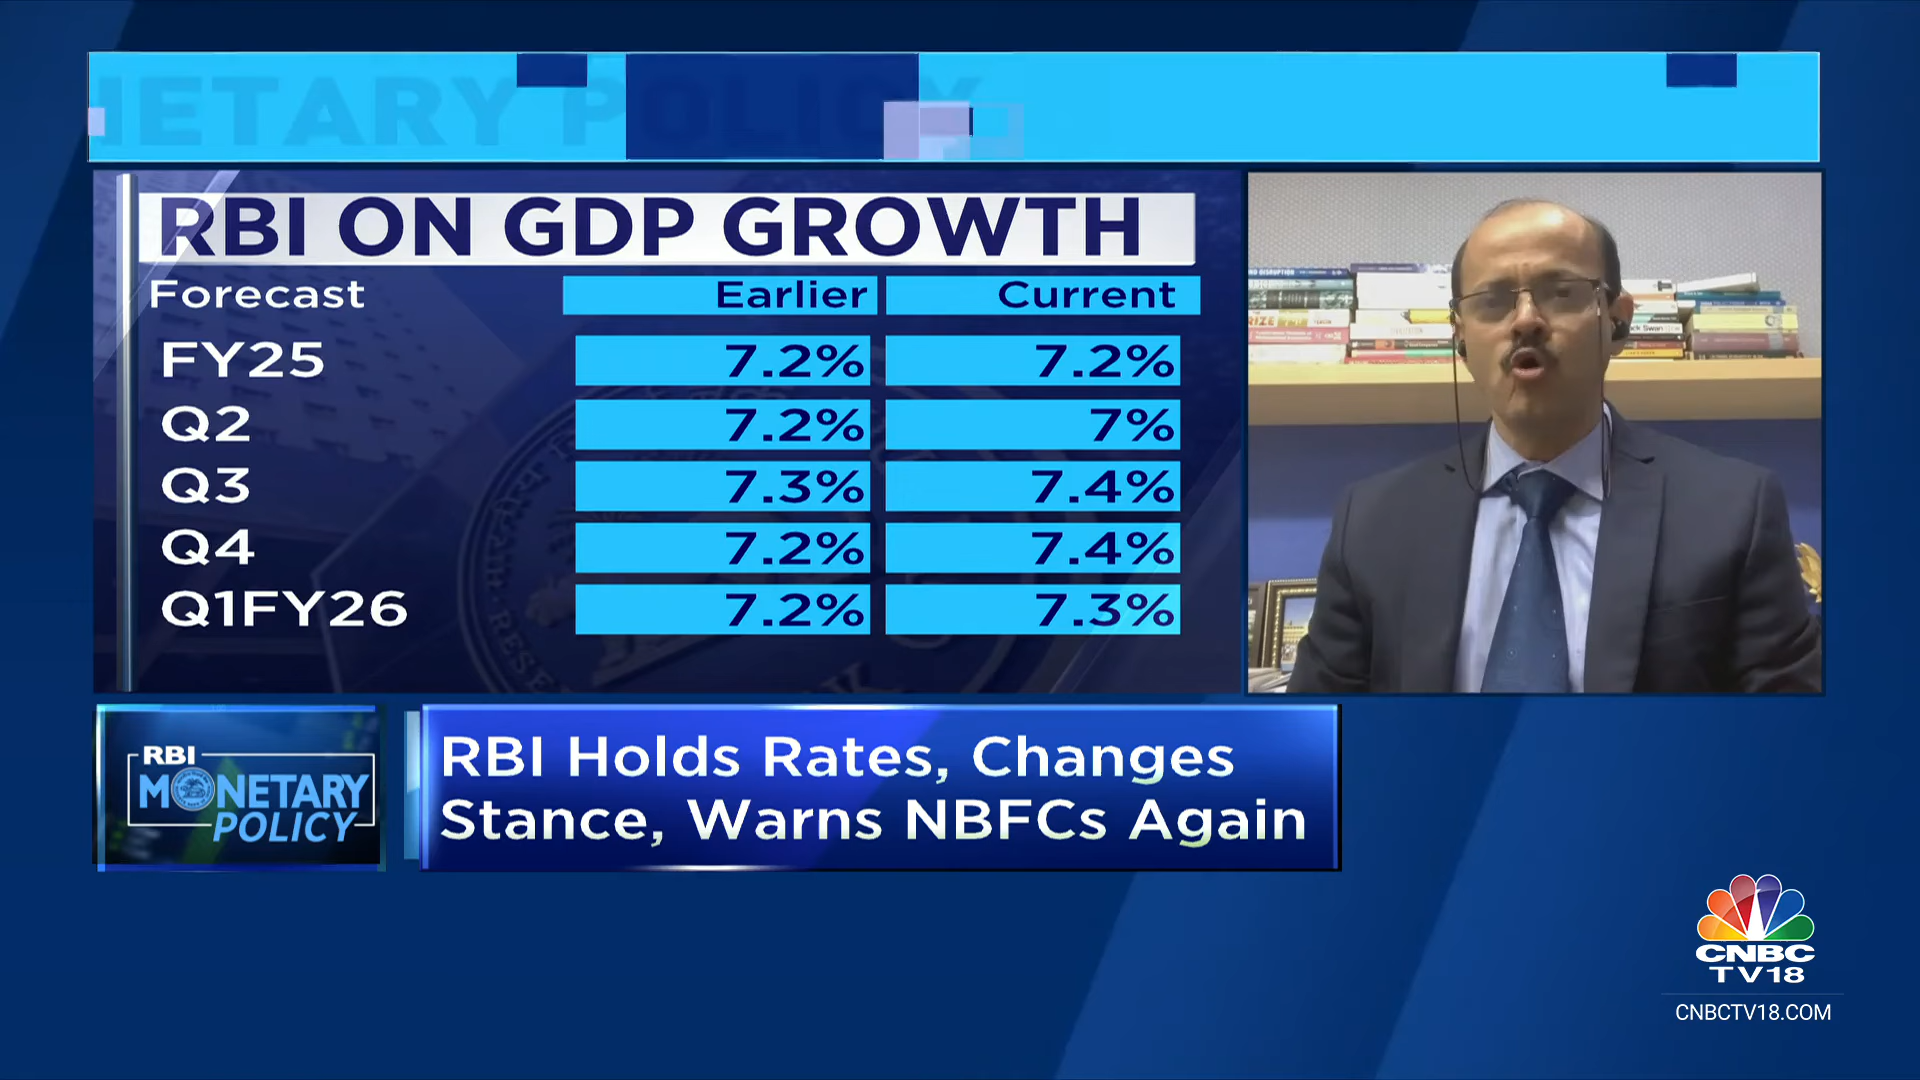 NETARY POLICY
RBI ON GDP GROWTH
Forecast Earlier Current
FY25 7.2% 7.2%
Q2 7.2% 7%
Q3 7.3% 7.4%
Q4 7.2% 7.4%
Q1FY26 7.2% 7.3%
RBI
MONETARY
POLICY
RBI Holds Rates, Changes
Stance, Warns NBFCs Again
CNBC
TV18
CNBCTV18.COM